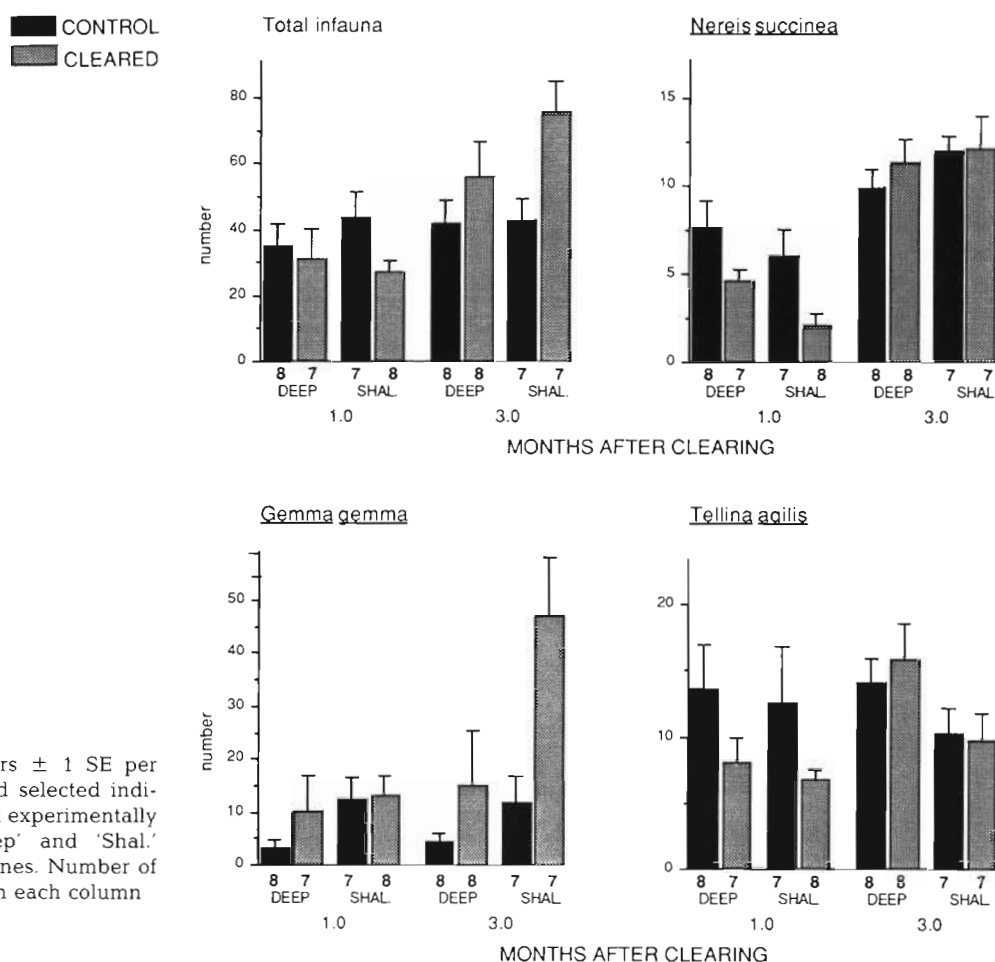 CONTROL
CLEARED
Total infauna
80
60
40
20
0
number
8 7 7 8 8 8 7 7
DEEP SHAL. DEEP SHAL.
1.0 3.0
Nereis succinea
15
10
5
0
8 7 7 8 8 8 7 7
DEEP SHAL. DEEP SHAL.
1.0 3.0
MONTHS AFTER CLEARING
Gemma gemma
50
40
30
20
10
0
number
8 7 7 8 8 8 7 7
DEEP SHAL. DEEP SHAL.
1.0 3.0
Tellina agilis
20
10
0
8 7 7 8 8 8 7 7
DEEP SHAL. DEEP SHAL.
1.0 3.0
MONTHS AFTER CLEARING
rs ± 1 SE per
d selected indi-
experimentally
ep' and 'Shal.'
nes. Number of
n each column